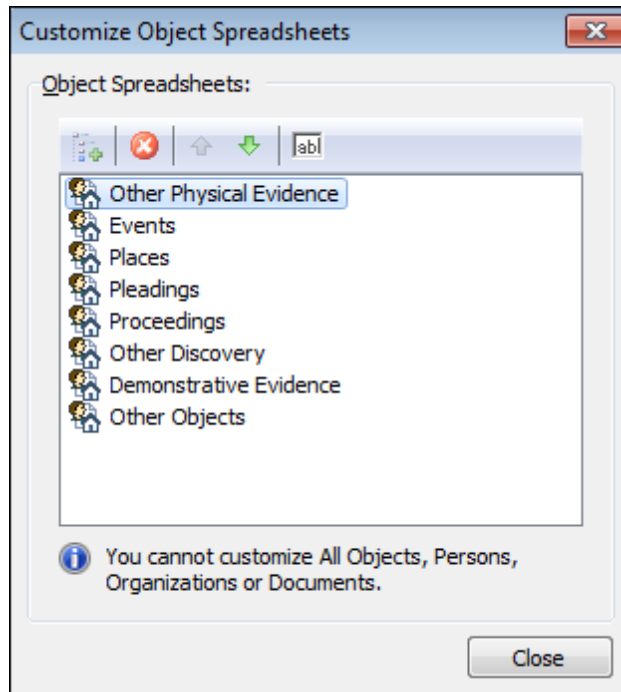 Customize Object Spreadsheets
Object Spreadsheets:
abl
Other Physical Evidence
Events
Places
Pleadings
Proceedings
Other Discovery
Demonstrative Evidence
Other Objects
You cannot customize All Objects, Persons,
Organizations or Documents.
Close